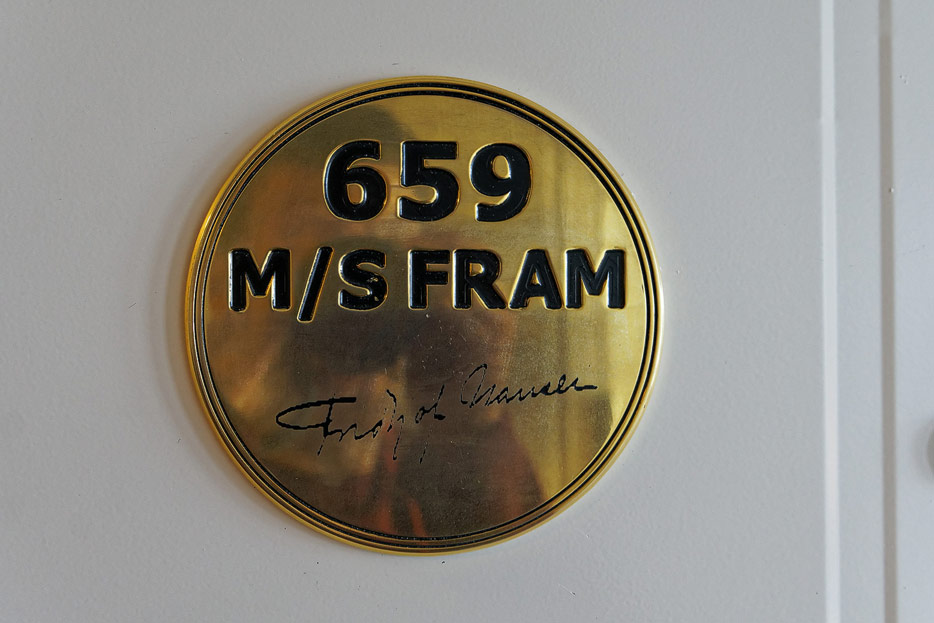 659
M/S FRAM
Fridtjof Nansen